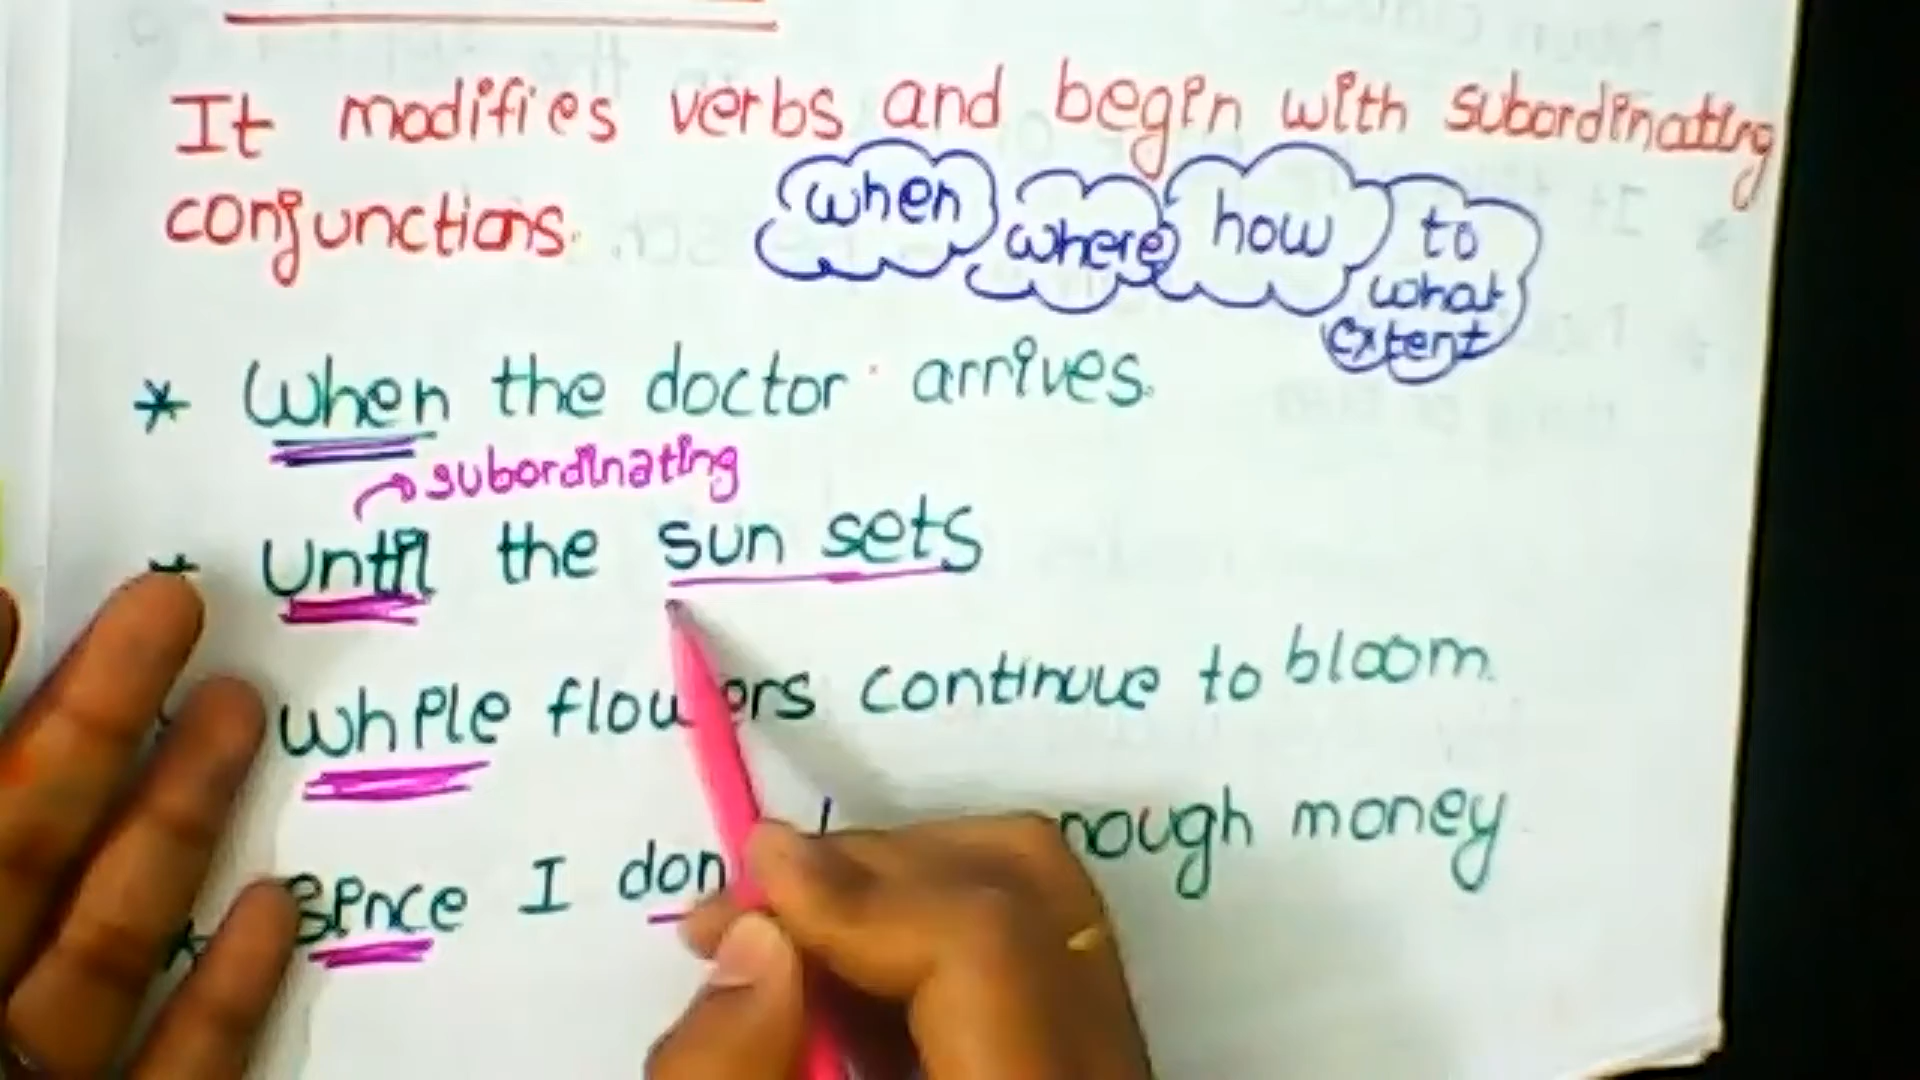 It modifies verbs and begin with subordinating
conjunctions.
when where how to
what
extent
* When the doctor arrives.
subordinating
* Until the sun sets
while flowers continue to bloom.
* since I don money